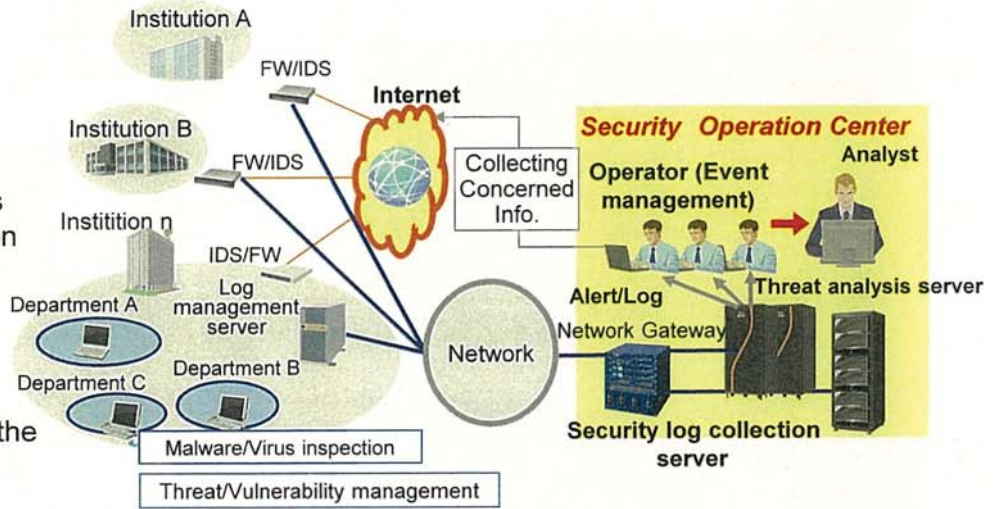 Institution A
FW/IDS
Internet
Institution B
FW/IDS
Collecting
Concerned
Info.
Security Operation Center
Analyst
Operator (Event
management)
s
on
Institition n
IDS/FW
Log
management
server
Department A
Alert/Log
Threat analysis server
Network Gateway
Network
Department C
Department B
the
Security log collection
server
Malware/Virus inspection
Threat/Vulnerability management